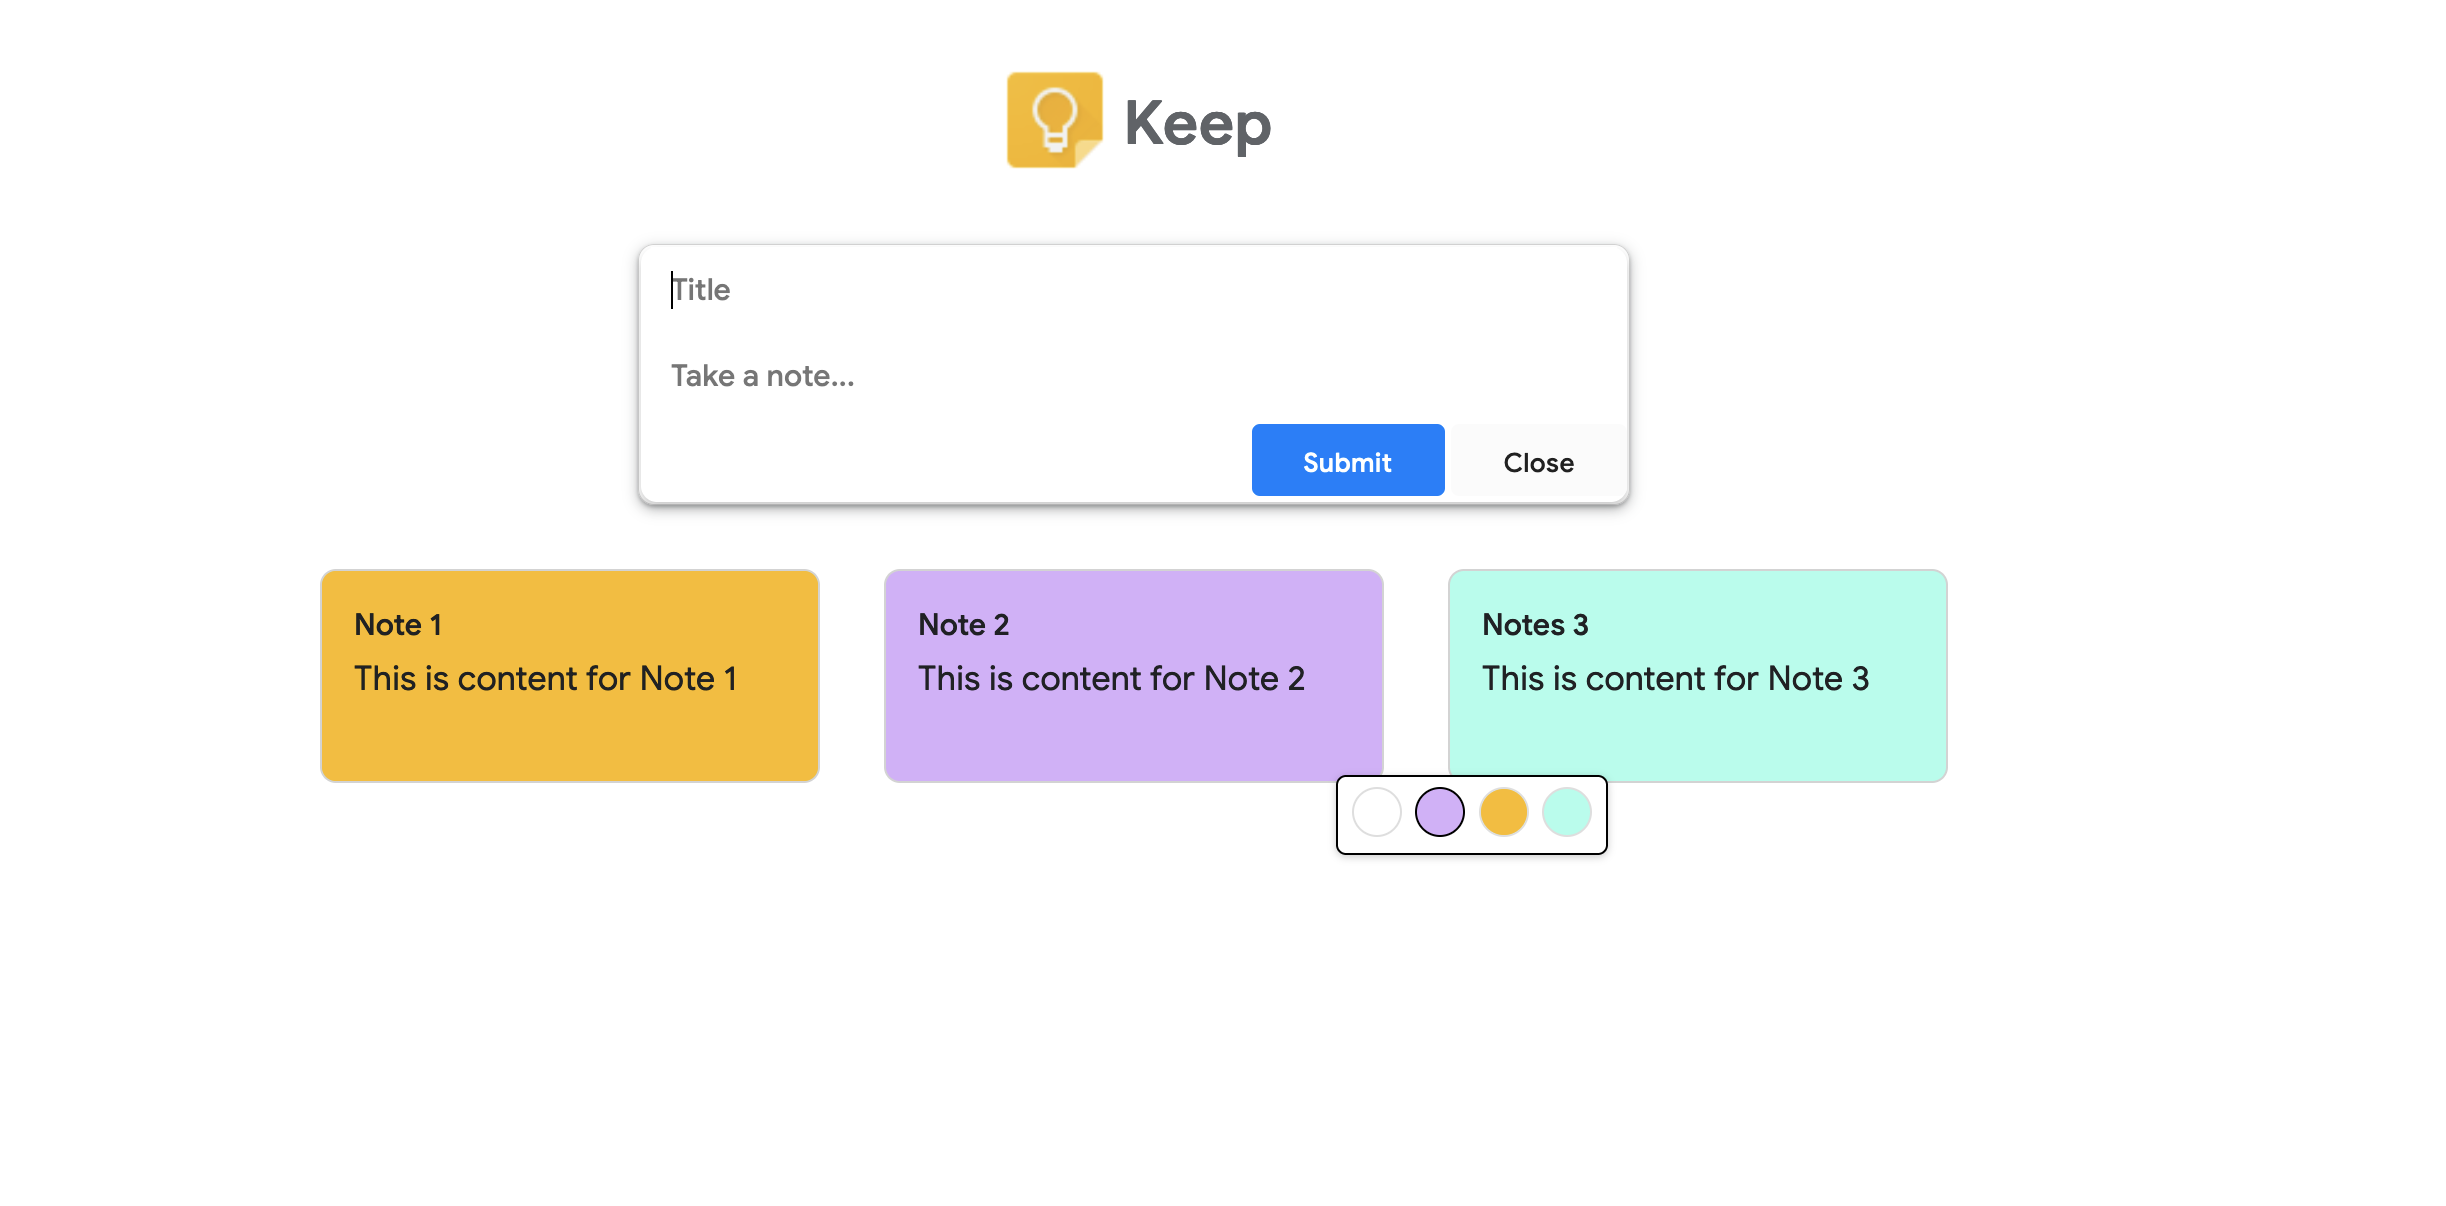 Keep
Title
Take a note...
Submit
Close
Note 1
This is content for Note 1
Note 2
This is content for Note 2
Notes 3
This is content for Note 3